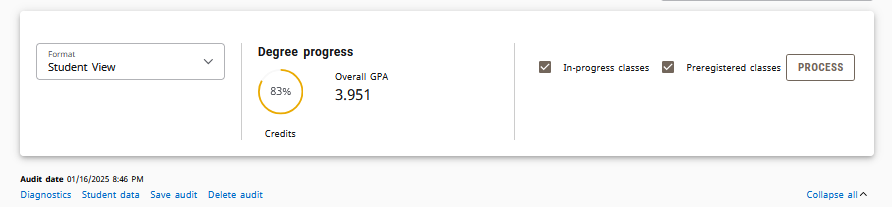 Format
Student View
Degree progress
83%
Credits
Overall GPA
3.951
In-progress classes
Preregistered classes
PROCESS
Audit date 01/16/2025 8:46 PM
Diagnostics Student data Save audit Delete audit
Collapse all